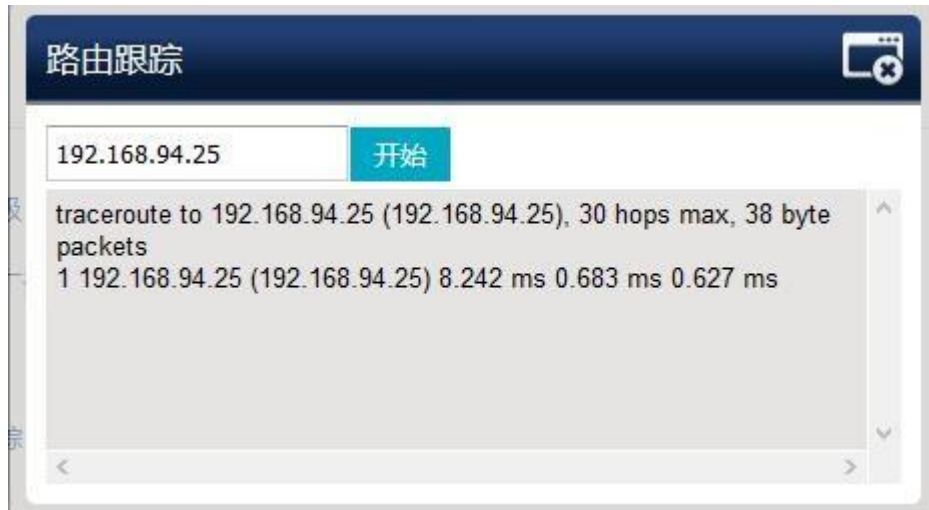 路由跟踪
192.168.94.25 开始
traceroute to 192.168.94.25 (192.168.94.25), 30 hops max, 38 byte
packets
1 192.168.94.25 (192.168.94.25) 8.242 ms 0.683 ms 0.627 ms